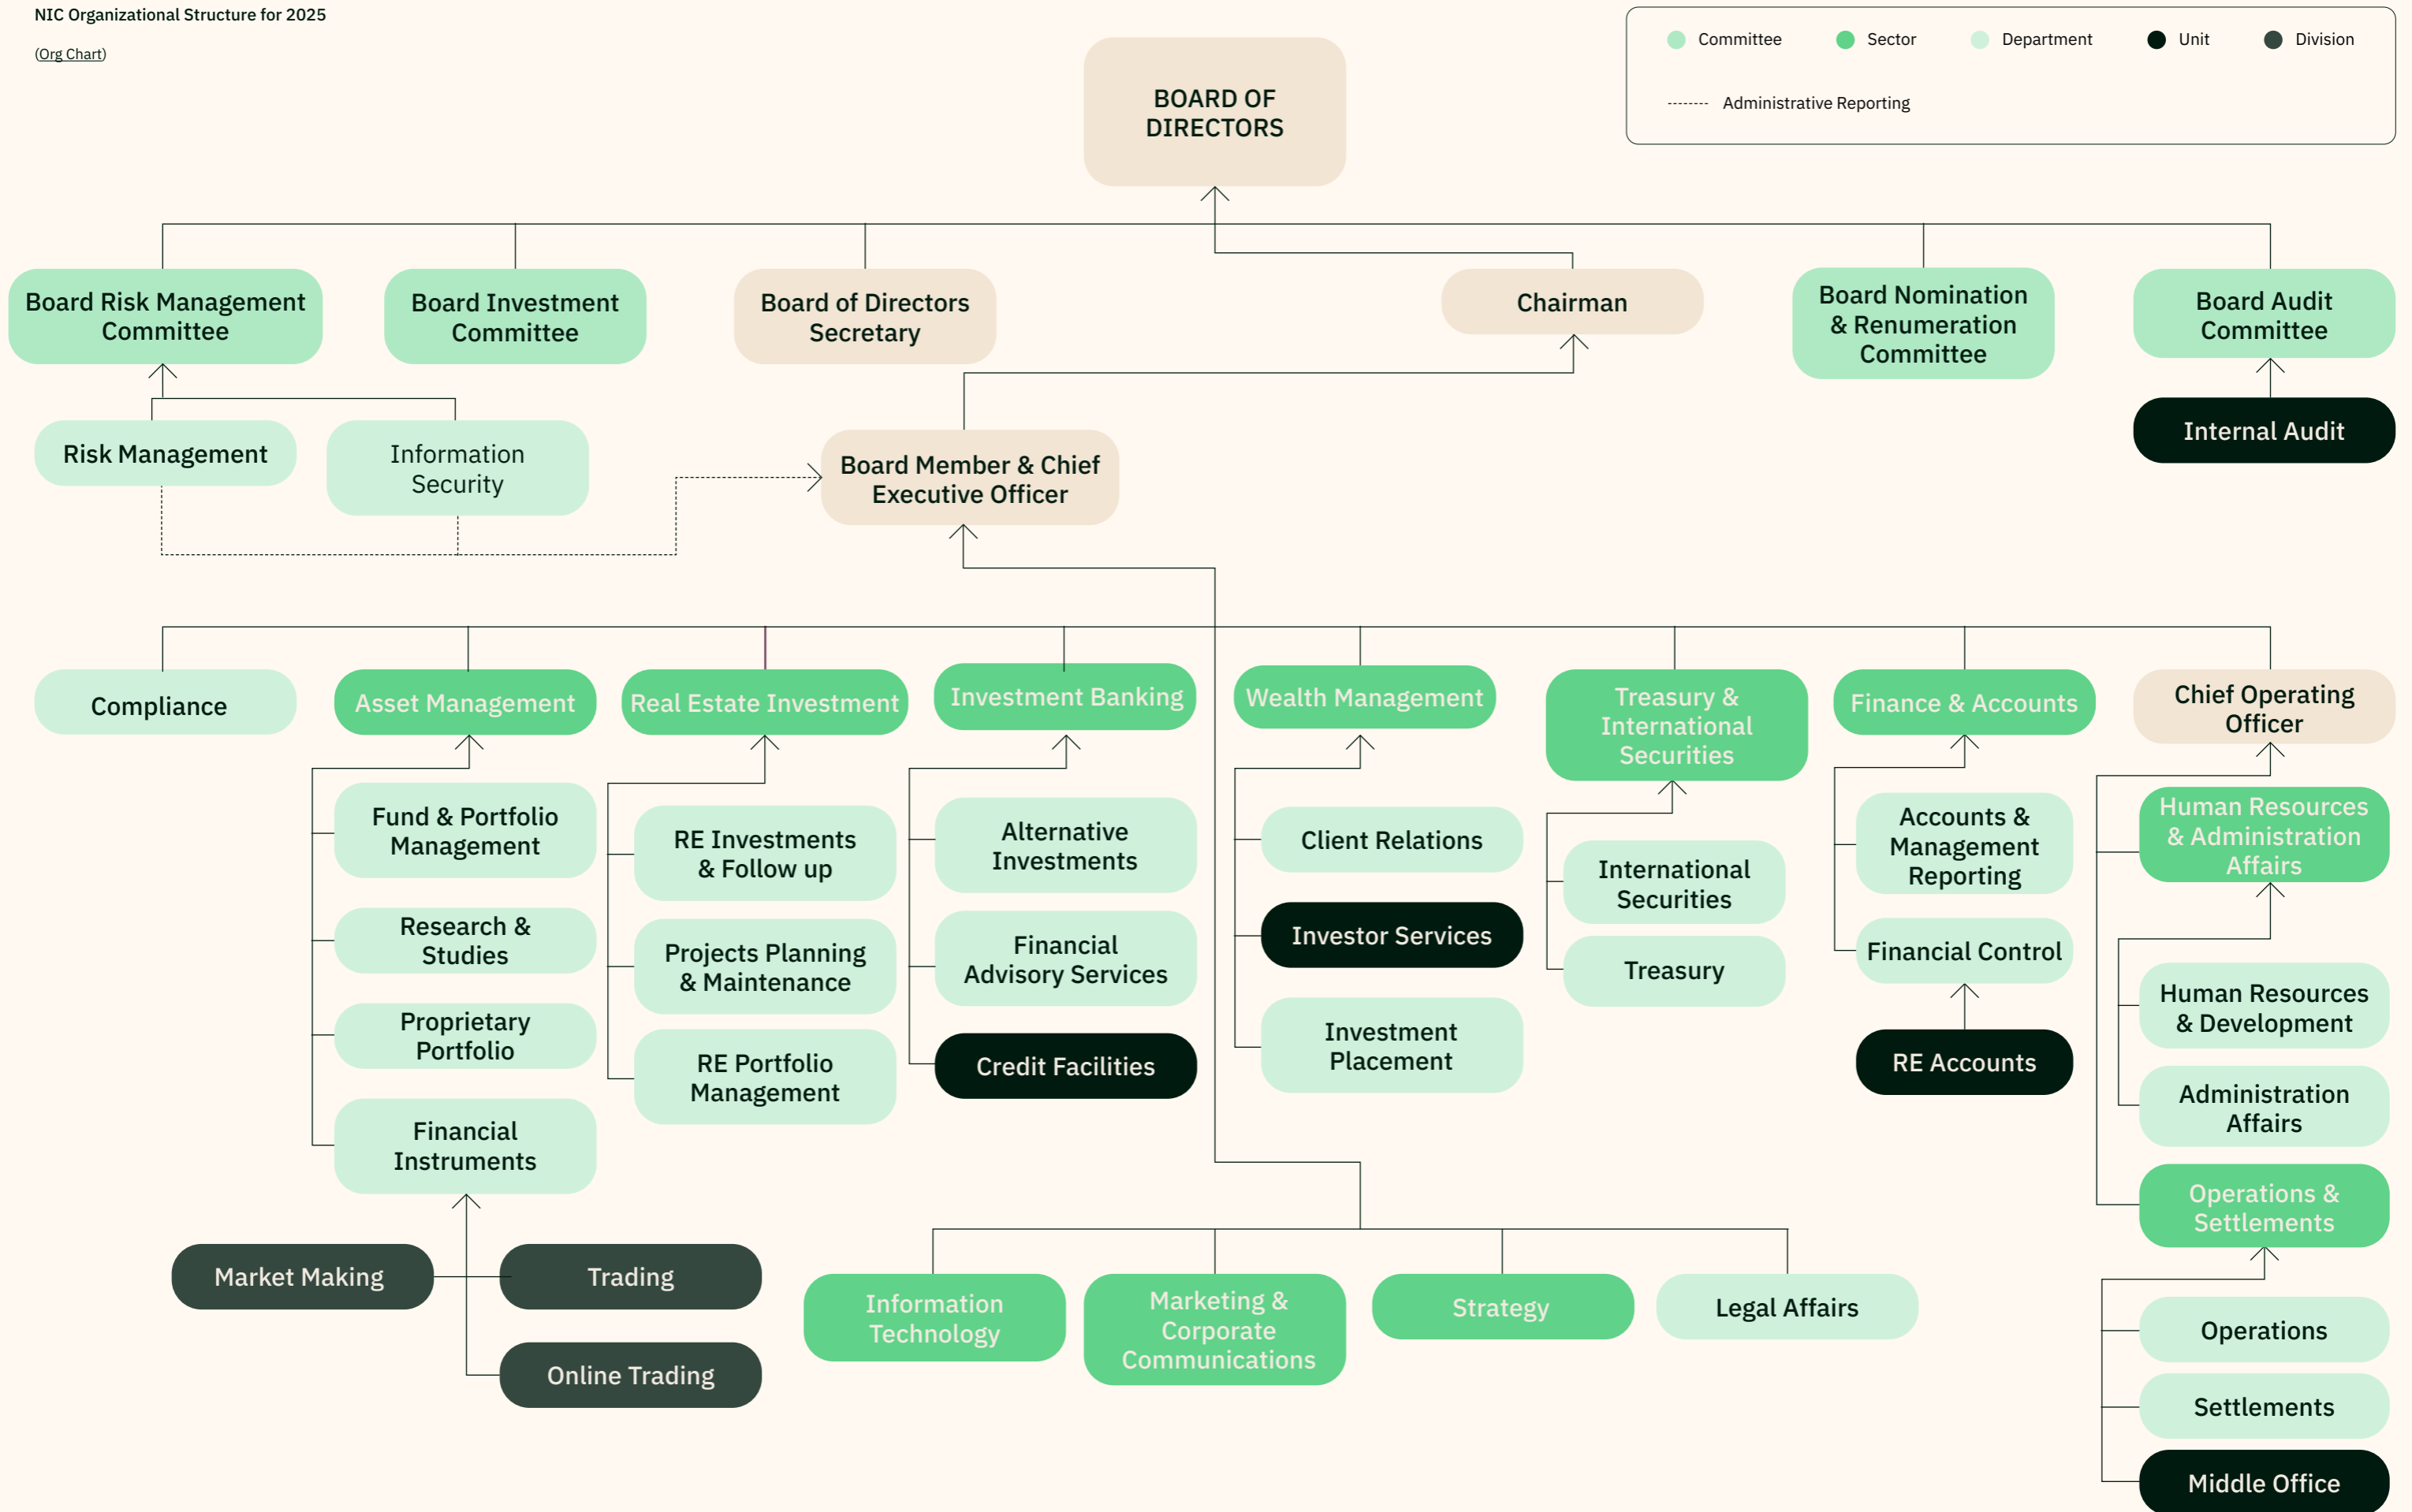 NIC Organizational Structure for 2025
(Org Chart)
Committee
Sector
Department
Unit
Division
Administrative Reporting
BOARD OF
DIRECTORS
Board Risk Management
Committee
Board Investment
Committee
Board of Directors
Secretary
Chairman
Board Nomination
& Renumeration
Committee
Board Audit
Committee
Risk Management
Information
Security
Board Member & Chief
Executive Officer
Internal Audit
Compliance
Asset Management
Real Estate Investment
Investment Banking
Wealth Management
Treasury &
International
Securities
Finance & Accounts
Chief Operating
Officer
Fund & Portfolio
Management
Research &
Studies
Proprietary
Portfolio
Financial
Instruments
Market Making
Trading
Online Trading
RE Investments
& Follow up
Projects Planning
& Maintenance
RE Portfolio
Management
Alternative
Investments
Financial
Advisory Services
Credit Facilities
Client Relations
Investor Services
Investment
Placement
International
Securities
Treasury
Accounts &
Management
Reporting
Financial Control
RE Accounts
Human Resources
& Administration
Affairs
Human Resources
& Development
Administration
Affairs
Operations &
Settlements
Operations
Settlements
Middle Office
Information
Technology
Marketing &
Corporate
Communications
Strategy
Legal Affairs